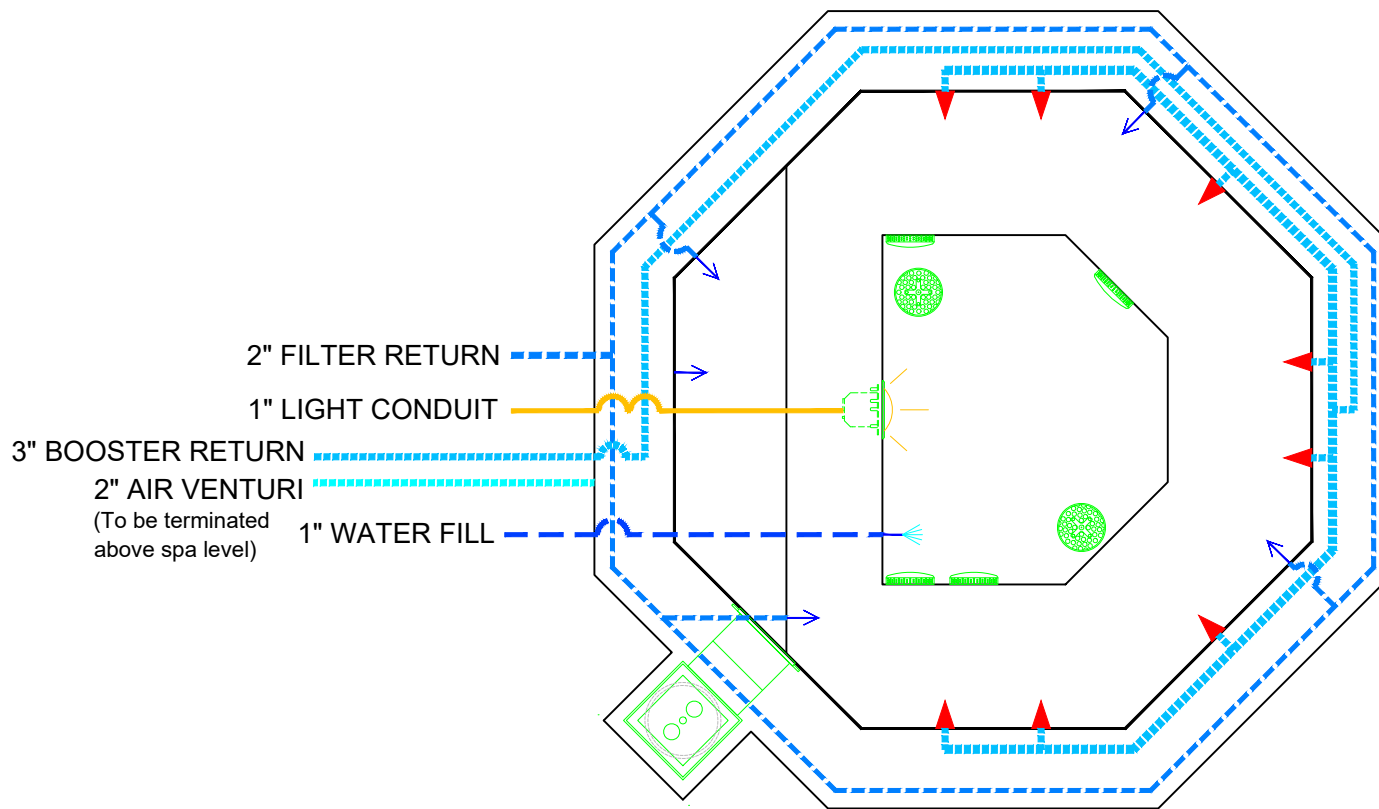 2" FILTER RETURN
1" LIGHT CONDUIT
3" BOOSTER RETURN
2" AIR VENTURI
(To be terminated
above spa level)
1" WATER FILL